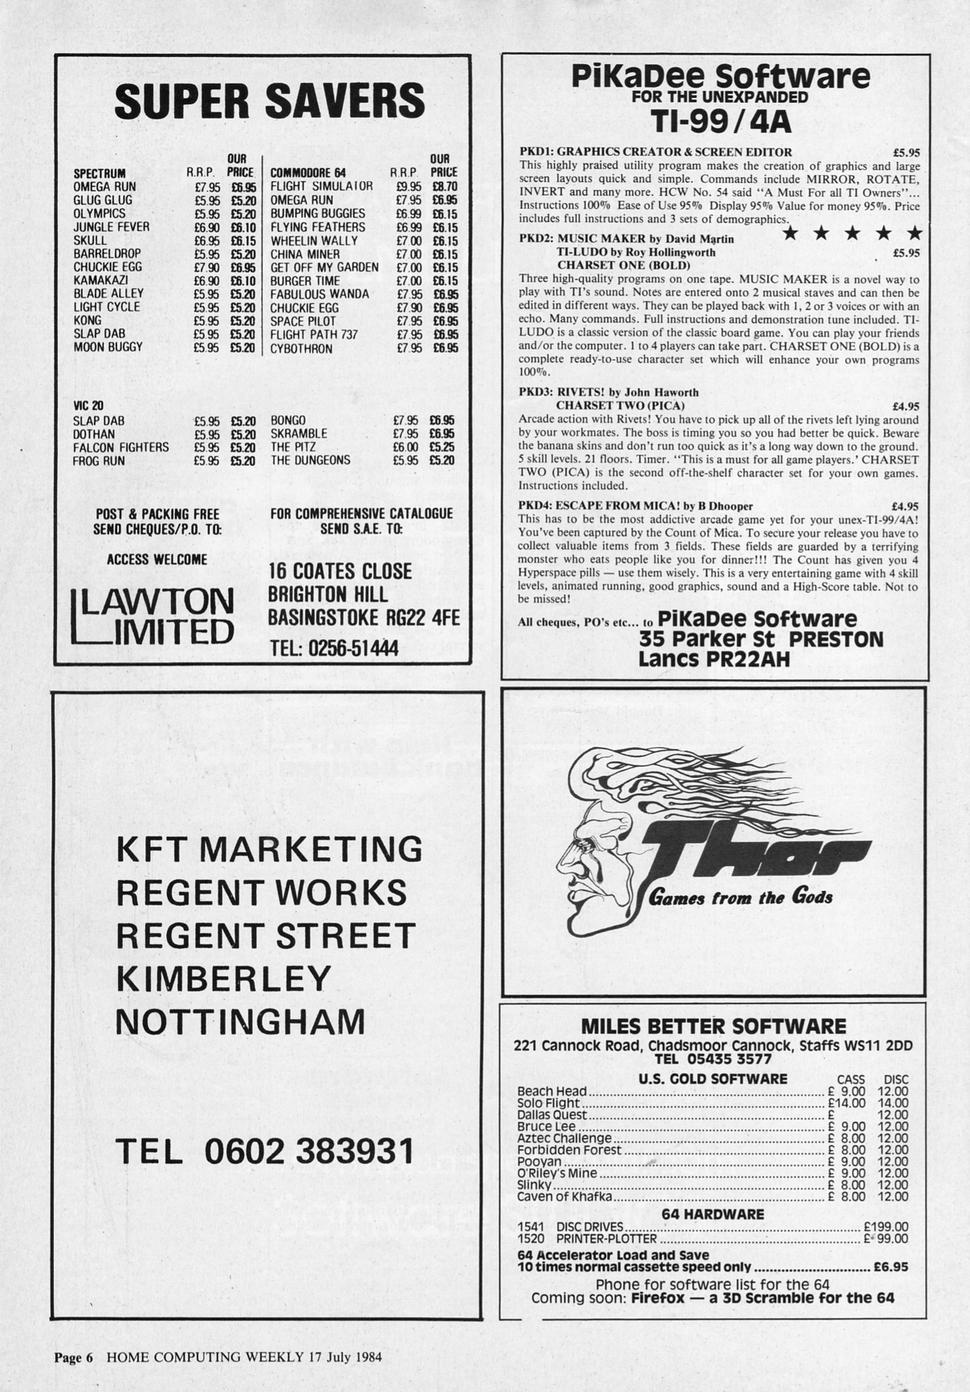 SUPER SAVERS
OUR
SPECTRUM R.R.P. PRICE
OMEGA RUN £7.95 £6.95
GLUG GLUG £5.95 £5.20
OLYMPICS £5.95 £5.20
JUNGLE FEVER £6.90 £6.10
SKULL £6.95 £6.15
BARRELDROP £5.95 £5.20
CHUCKIE EGG £7.90 £6.95
KAMAKAZI £6.90 £6.10
BLADE ALLEY £5.95 £5.20
LIGHT CYCLE £5.95 £5.20
KONG £5.95 £5.20
SLAP DAB £5.95 £5.20
MOON BUGGY £5.95 £5.20
OUR
COMMODORE 64 R.R.P. PRICE
FLIGHT SIMULATOR £9.95 £8.70
OMEGA RUN £7.95 £6.95
BUMPING BUGGIES £6.99 £6.15
FLYING FEATHERS £6.99 £6.15
WHEELIN WALLY £7.00 £6.15
CHINA MINER £7.00 £6.15
GET OFF MY GARDEN £7.00 £6.15
BURGER TIME £7.00 £6.15
FABULOUS WANDA £7.95 £6.95
CHUCKIE EGG £7.90 £6.95
SPACE PILOT £7.95 £6.95
FLIGHT PATH 737 £7.95 £6.95
CYBOTHRON £7.95 £6.95
VIC 20
SLAP DAB £5.95 £5.20
DOTHAN £5.95 £5.20
FALCON FIGHTERS £5.95 £5.20
FROG RUN £5.95 £5.20
BONGO £7.95 £6.95
SKRAMBLE £7.95 £6.95
THE PITZ £6.00 £5.25
THE DUNGEONS £5.95 £5.20
POST & PACKING FREE
SEND CHEQUES/P.O. TO:
ACCESS WELCOME
LAWTON
LIMITED
FOR COMPREHENSIVE CATALOGUE
SEND S.A.E. TO:
16 COATES CLOSE
BRIGHTON HILL
BASINGSTOKE RG22 4FE
TEL: 0256-51444
PiKaDee Software
FOR THE UNEXPANDED
TI-99/4A
PKD1: GRAPHICS CREATOR & SCREEN EDITOR £5.95
This highly praised utility program makes the creation of graphics and large
screen layouts quick and simple. Commands include MIRROR, ROTATE,
INVERT and many more. HCW No. 54 said "A Must For all TI Owners"...
Instructions 100% Ease of Use 95% Display 95% Value for money 95%. Price
includes full instructions and 3 sets of demographics.
PKD2: MUSIC MAKER by David Martin ★ ★ ★ ★ ★
TI-LUDO by Roy Hollingworth £5.95
CHARSET ONE (BOLD)
Three high-quality programs on one tape. MUSIC MAKER is a novel way to
play with TI's sound. Notes are entered onto 2 musical staves and can then be
edited in different ways. They can be played back with 1, 2 or 3 voices or with an
echo. Many commands. Full instructions and demonstration tune included. TI-
LUDO is a classic version of the classic board game. You can play your friends
and/or the computer. 1 to 4 players can take part. CHARSET ONE (BOLD) is a
complete ready-to-use character set which will enhance your own programs
100%.
PKD3: RIVETS! by John Haworth
CHARSET TWO (PICA) £4.95
Arcade action with Rivets! You have to pick up all of the rivets left lying around
by your workmates. The boss is timing you so you had better be quick. Beware
the banana skins and don't run too quick as it's a long way down to the ground.
5 skill levels. 21 floors. Timer. "This is a must for all game players.' CHARSET
TWO (PICA) is the second off-the-shelf character set for your own games.
Instructions included.
PKD4: ESCAPE FROM MICA! by B Dhooper £4.95
This has to be the most addictive arcade game yet for your unex-TI-99/4A!
You've been captured by the Count of Mica. To secure your release you have to
collect valuable items from 3 fields. These fields are guarded by a terrifying
monster who eats people like you for dinner!!! The Count has given you 4
Hyperspace pills — use them wisely. This is a very entertaining game with 4 skill
levels, animated running, good graphics, sound and a High-Score table. Not to
be missed!
All cheques, PO's etc... to PiKaDee Software
35 Parker St PRESTON
Lancs PR22AH
KFT MARKETING
REGENT WORKS
REGENT STREET
KIMBERLEY
NOTTINGHAM
TEL 0602 383931
Thor
Games from the Gods
MILES BETTER SOFTWARE
221 Cannock Road, Chadsmoor Cannock, Staffs WS11 2DD
TEL 05435 3577
U.S. GOLD SOFTWARE CASS DISC
Beach Head £ 9.00 12.00
Solo Flight £14.00 14.00
Dallas Quest £ 12.00
Bruce Lee £ 9.00 12.00
Aztec Challenge £ 8.00 12.00
Forbidden Forest £ 8.00 12.00
Pooyan £ 9.00 12.00
O'Riley's Mine £ 9.00 12.00
Slinky £ 8.00 12.00
Caven of Khafka £ 8.00 12.00
64 HARDWARE
1541 DISC DRIVES £199.00
1520 PRINTER-PLOTTER £ 99.00
64 Accelerator Load and Save
10 times normal cassette speed only £6.95
Phone for software list for the 64
Coming soon: Firefox — a 3D Scramble for the 64
Page 6 HOME COMPUTING WEEKLY 17 July 1984